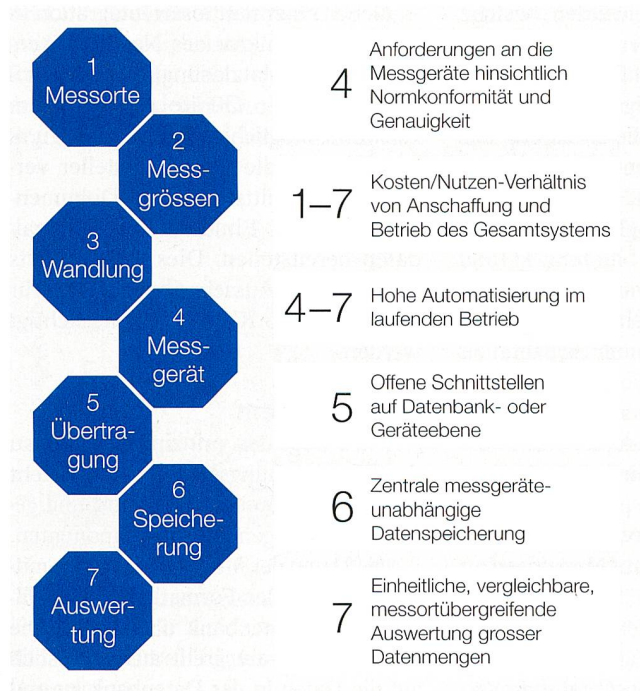 1
Messorte
2
Mess-
grössen
3
Wandlung
4
Mess-
gerät
5
Übertra-
gung
6
Speiche-
rung
7
Auswer-
tung
4
Anforderungen an die
Messgeräte hinsichtlich
Normkonformität und
Genauigkeit
1–7
Kosten/Nutzen-Verhältnis
von Anschaffung und
Betrieb des Gesamtsystems
4–7
Hohe Automatisierung im
laufenden Betrieb
5
Offene Schnittstellen
auf Datenbank- oder
Geräteebene
6
Zentrale messgeräte-
unabhängige
Datenspeicherung
7
Einheitliche, vergleichbare,
messortübergreifende
Auswertung grosser
Datenmengen